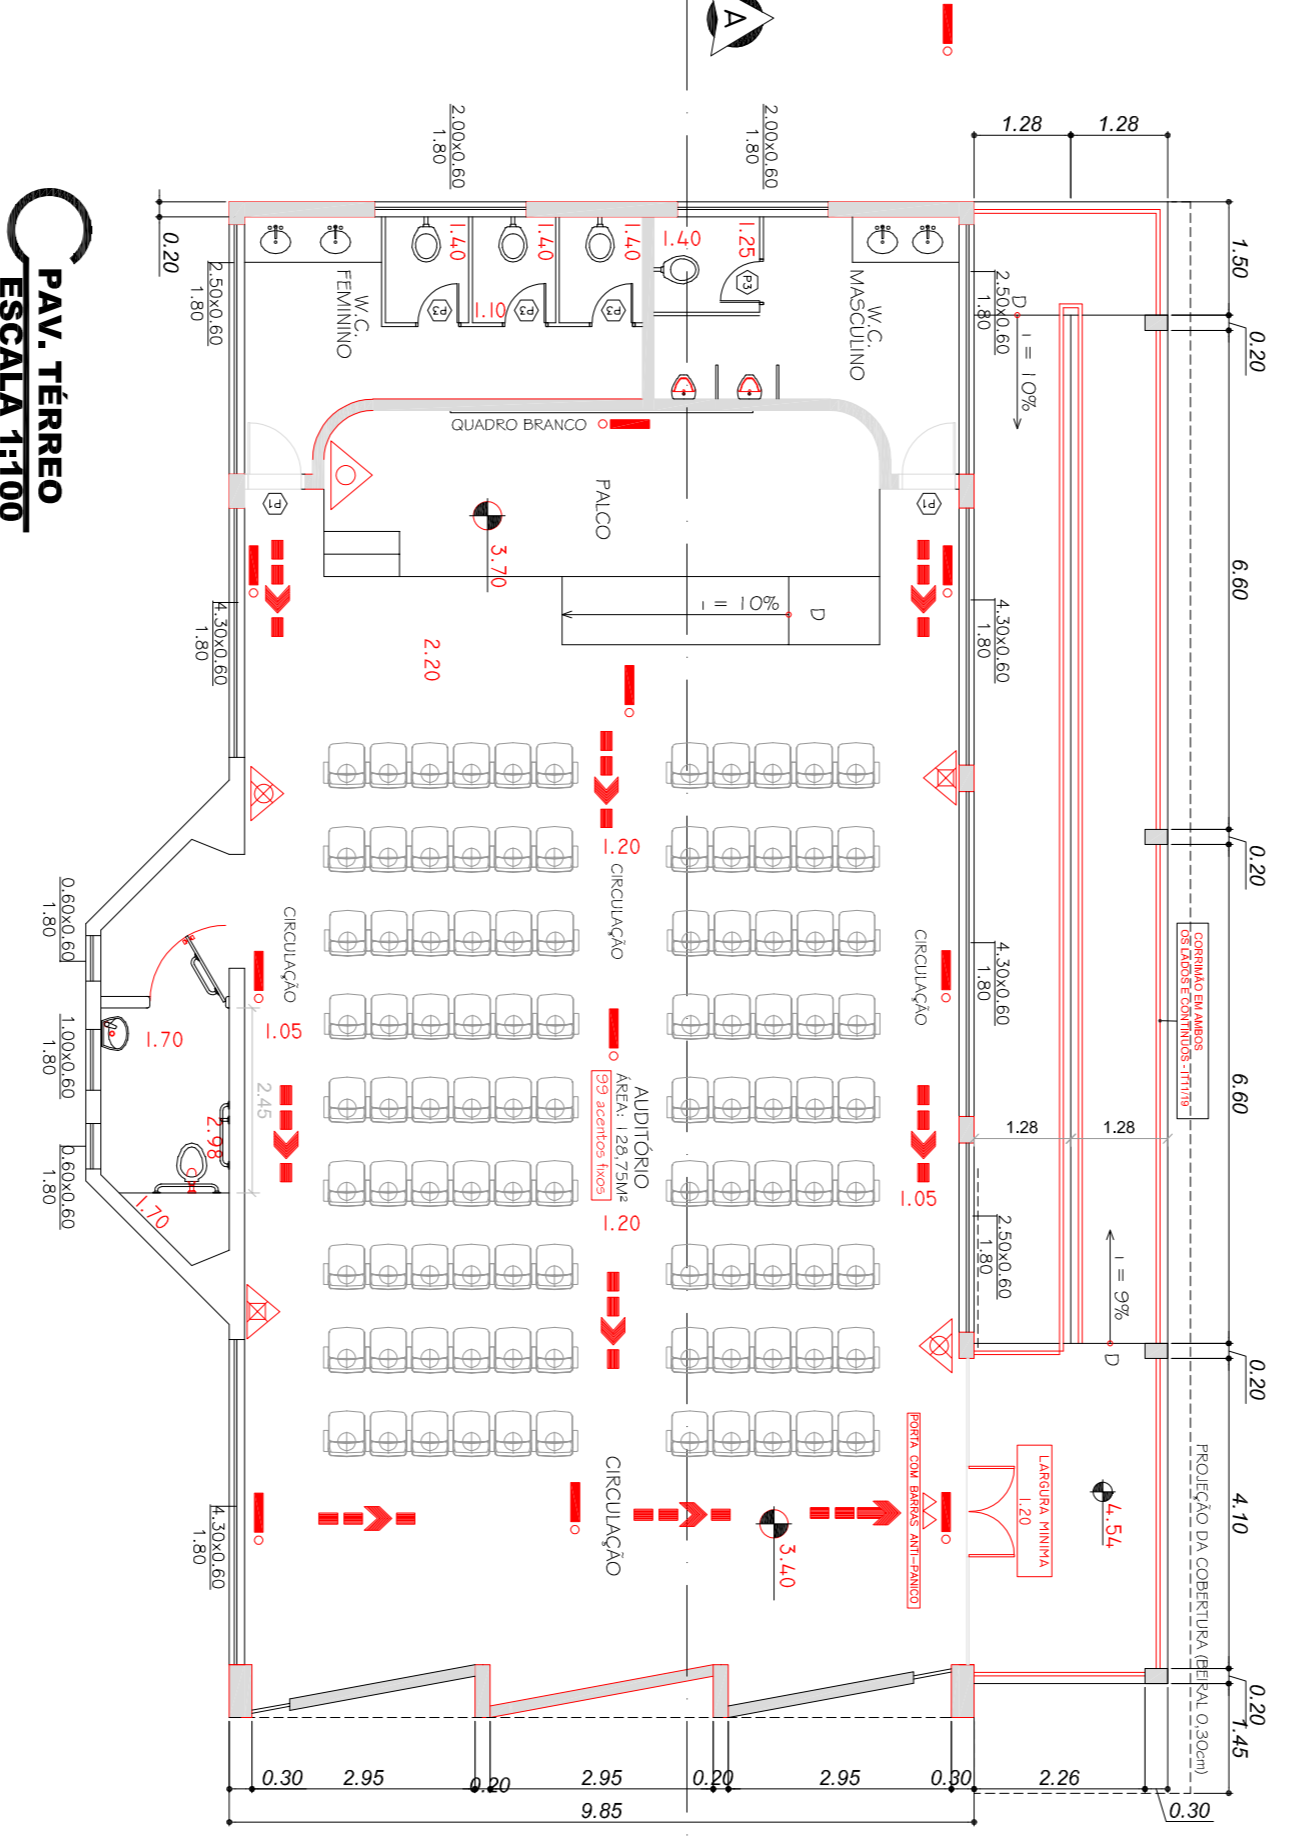 A
1.28
1.28
2.00x0.60
1.80
2.00x0.60
1.80
0.20
PAV. TÉRREO
ESCALA 1:100
2.50x0.60
1.80
W.C.
FEMININO
1.40
1.40
1.40
1.10
P3
P3
P3
1.40
1.25
P3
W.C.
MASCULINO
2.50x0.60
1.80
D
i = 10%
1.50
0.20
6.60
0.20
6.60
0.20
4.10
0.20
1.45
QUADRO BRANCO
PALCO
3.70
P1
P1
i = 10%
D
2.20
4.30x0.60
1.80
4.30x0.60
1.80
1.20
CIRCULAÇÃO
CIRCULAÇÃO
CIRCULAÇÃO
4.30x0.60
1.80
CORRIMÃO EM AMBOS
OS LADOS E CONTÍNUOS - IT11/19
0.60x0.60
1.80
1.00x0.60
1.80
0.60x0.60
1.80
1.70
1.05
2.45
2.98
1.70
AUDITÓRIO
ÁREA: 128,75M²
99 acentos fixos
1.20
1.05
1.28
1.28
2.50x0.60
1.80
i = 9%
D
CIRCULAÇÃO
PORTA COM BARRAS ANTI-PANICO
LARGURA MINIMA
1.20
4.54
3.40
4.30x0.60
1.80
PROJEÇÃO DA COBERTURA (BEIRAL 0,30cm)
0.30
2.95
0.20
2.95
0.20
2.95
0.30
2.26
0.30
9.85